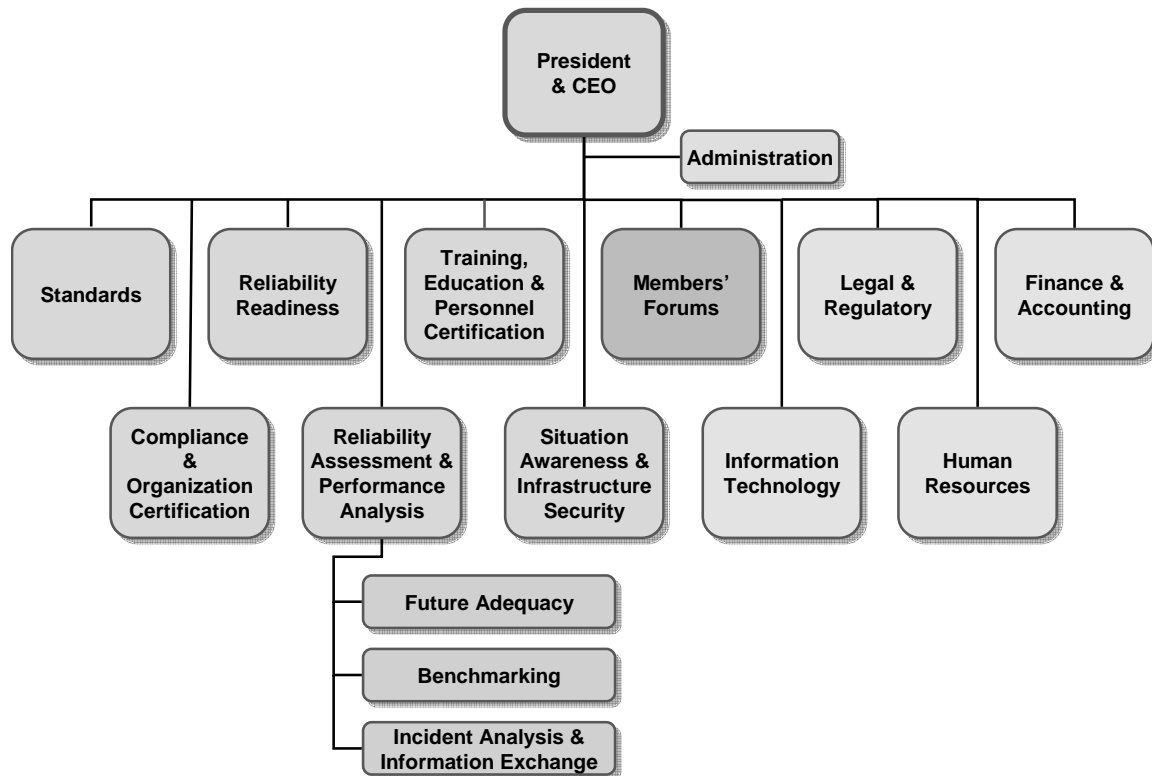 President
& CEO
Administration
Standards
Reliability
Readiness
Training,
Education &
Personnel
Certification
Members’
Forums
Legal &
Regulatory
Finance &
Accounting
Compliance
&
Organization
Certification
Reliability
Assessment &
Performance
Analysis
Situation
Awareness &
Infrastructure
Security
Information
Technology
Human
Resources
Future Adequacy
Benchmarking
Incident Analysis &
Information Exchange